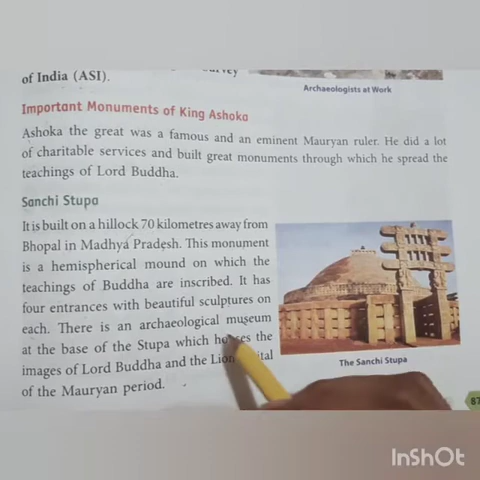 of India (ASI).
Archaeologists at Work
Important Monuments of King Ashoka
Ashoka the great was a famous and an eminent Mauryan ruler. He did a lot
of charitable services and built great monuments through which he spread the
teachings of Lord Buddha.
Sanchi Stupa
It is built on a hillock 70 kilometres away from
Bhopal in Madhya Pradesh. This monument
is a hemispherical mound on which the
teachings of Buddha are inscribed. It has
four entrances with beautiful sculptures on
each. There is an archaeological museum
at the base of the Stupa which the
images of Lord Buddha and the Lion
of the Mauryan period.
The Sanchi Stupa
87
InShOt